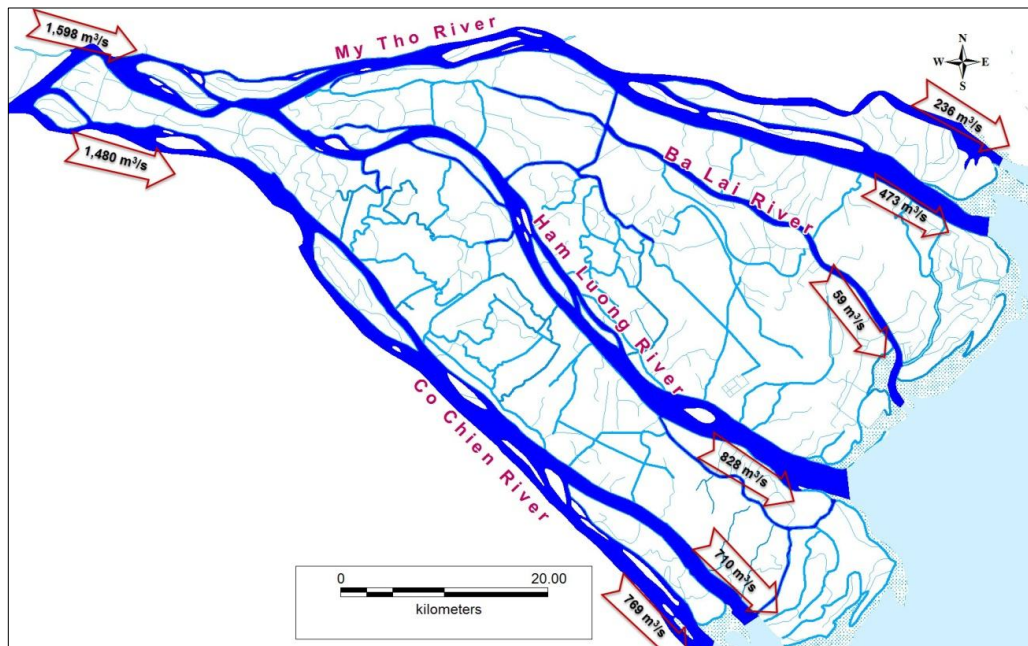 1,598 m³/s
My Tho River
N
W E
S
236 m³/s
1,480 m³/s
Ba Lai River
473 m³/s
Ham Luong River
59 m³/s
Co Chien River
828 m³/s
710 m³/s
769 m³/s
0 20.00
kilometers